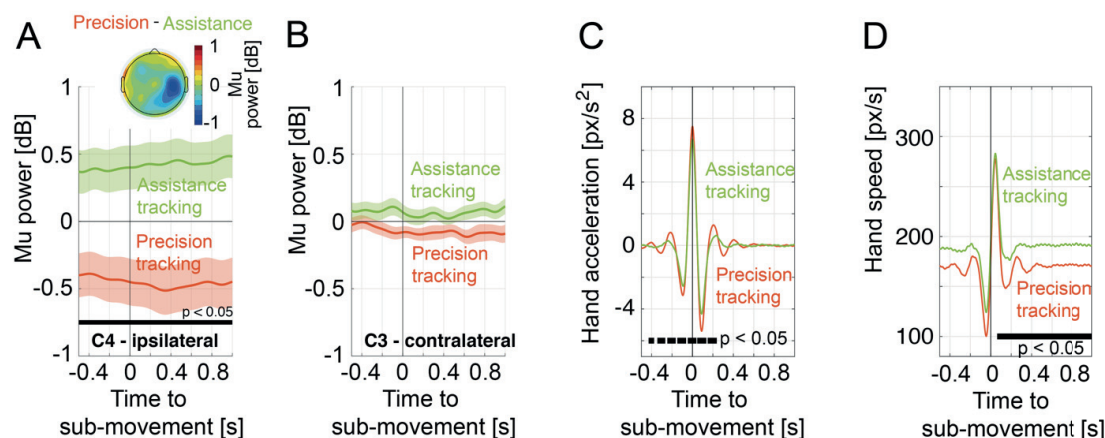 Precision - Assistance
A
1
0
-1
Mu
power [dB]
Mu power [dB]
1
0.5
0
-0.5
-1
Assistance
tracking
Precision
tracking
p < 0.05
C4 - ipsilateral
-0.4 0 0.4 0.8
Time to
sub-movement [s]
B
Mu power [dB]
1
0.5
0
-0.5
-1
Assistance
tracking
Precision
tracking
C3 - contralateral
-0.4 0 0.4 0.8
Time to
sub-movement [s]
C
Hand acceleration [px/s²]
8
4
0
-4
Assistance
tracking
Precision
tracking
p < 0.05
-0.4 0 0.4 0.8
Time to
sub-movement [s]
D
Hand speed [px/s]
300
200
100
Assistance
tracking
Precision
tracking
p < 0.05
-0.4 0 0.4 0.8
Time to
sub-movement [s]